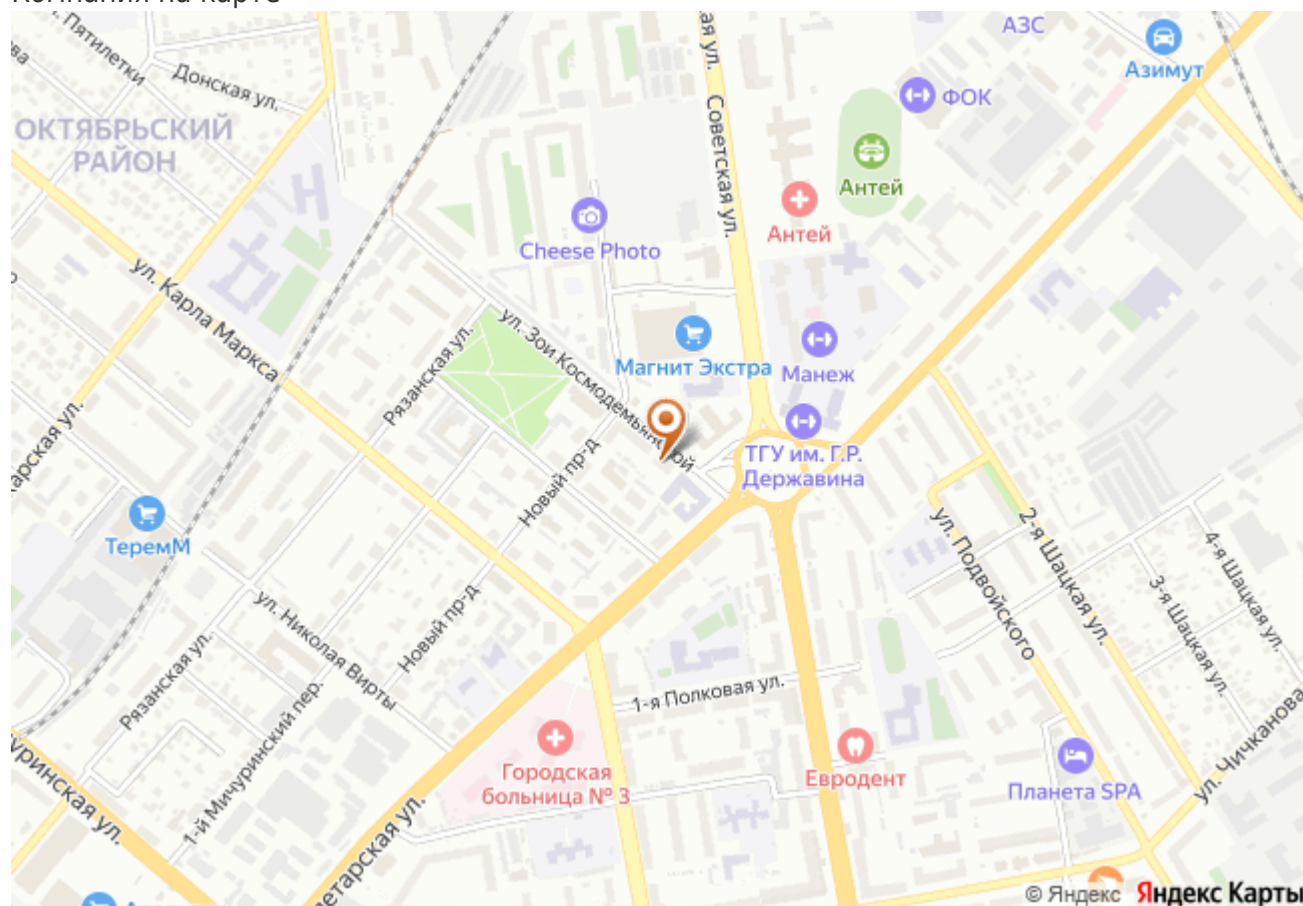 Компания на карте
ул. Пятилетки
Донская ул.
ОКТЯБРЬСКИЙ
РАЙОН
Советская ул.
АЗС
Азимут
ФОК
Антей
Антей
Cheese Photo
ул. Карла Маркса
Рязанская ул.
ул. Зои Космодемьянской
Магнит Экстра
Манеж
ТГУ им. Г.Р.
Державина
Новый пр-д
ТеремМ
ул. Николая Вирты
Новый пр-д
Рязанская ул.
1-й Мичуринский пер.
1-я Полковая ул.
ул. Подвойского
2-я Шацкая ул.
3-я Шацкая ул.
4-я Шацкая ул.
ул. Чичканова
Городская
больница № 3
Евродент
Планета SPA
© Яндекс Яндекс Карты